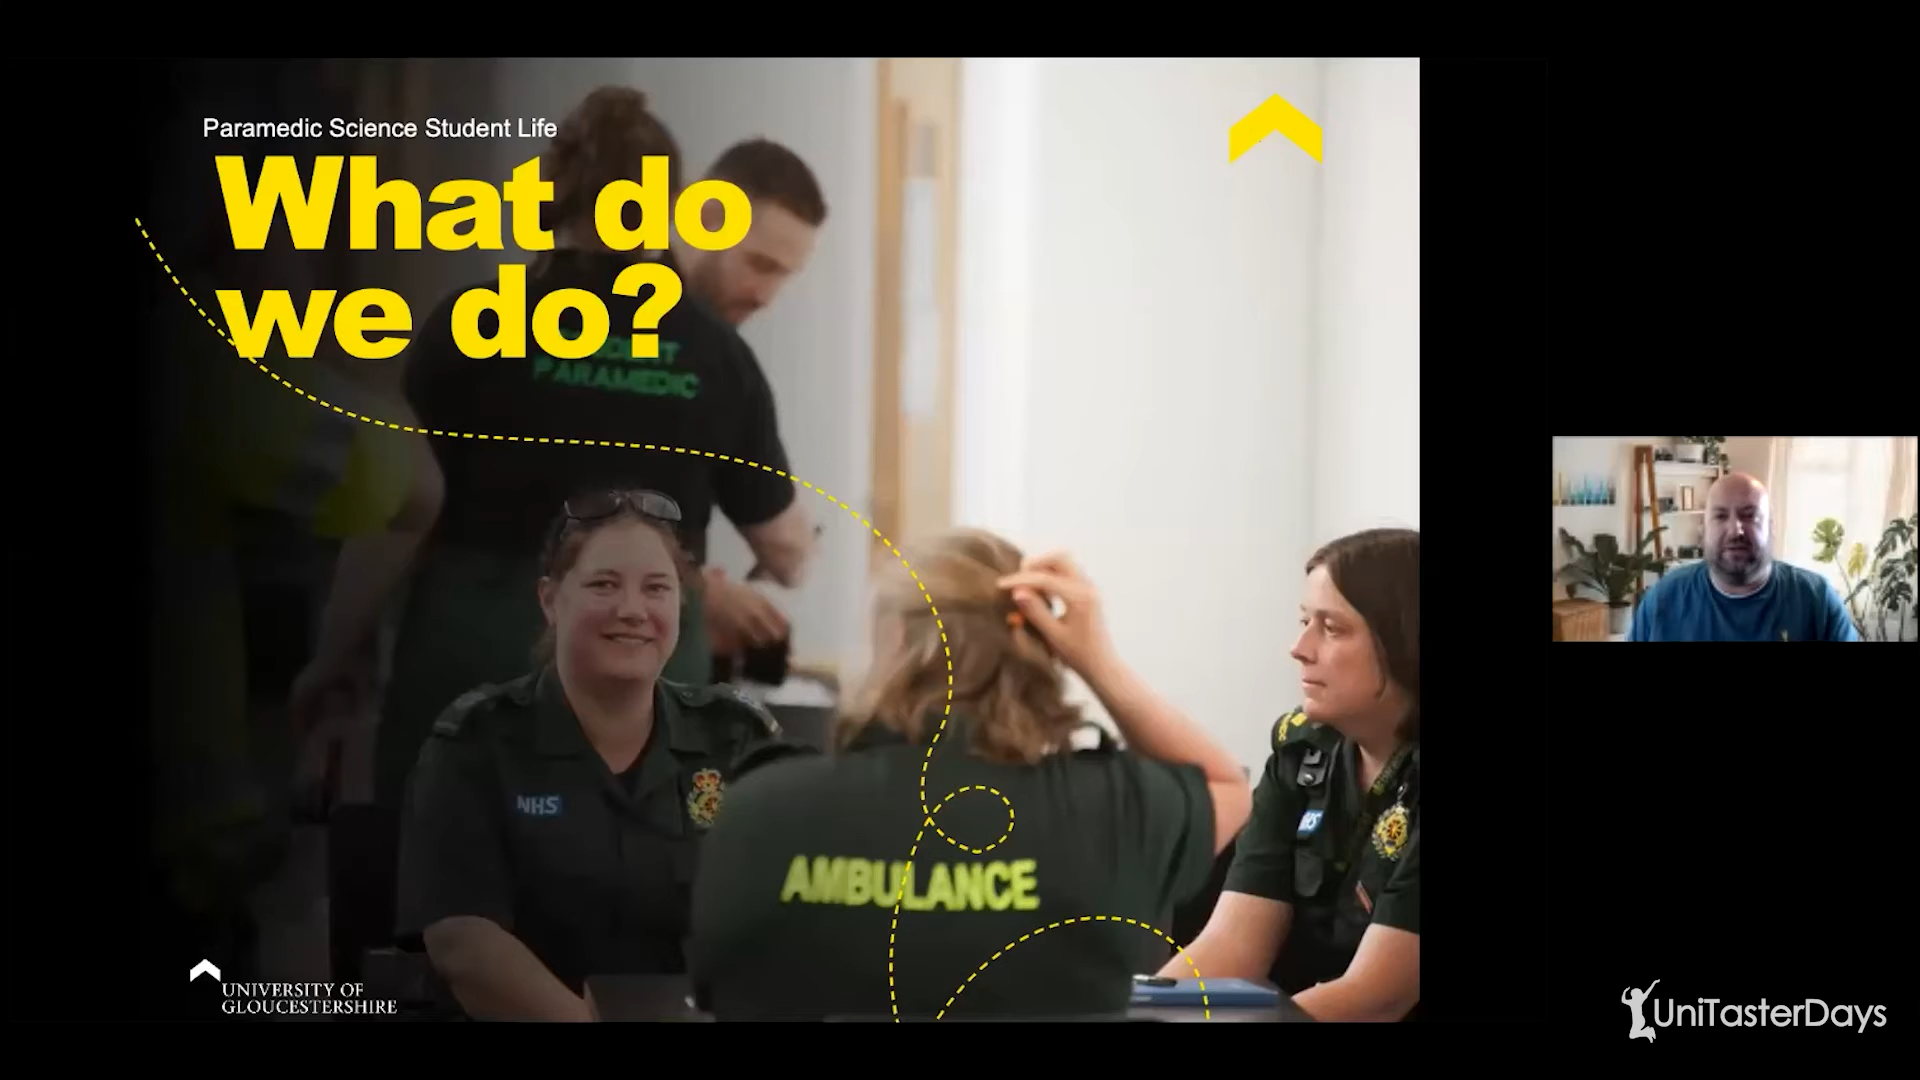 Paramedic Science Student Life
What do
we do?
PARAMEDIC
NHS
AMBULANCE
UNIVERSITY OF
GLOUCESTERSHIRE
UniTasterDays